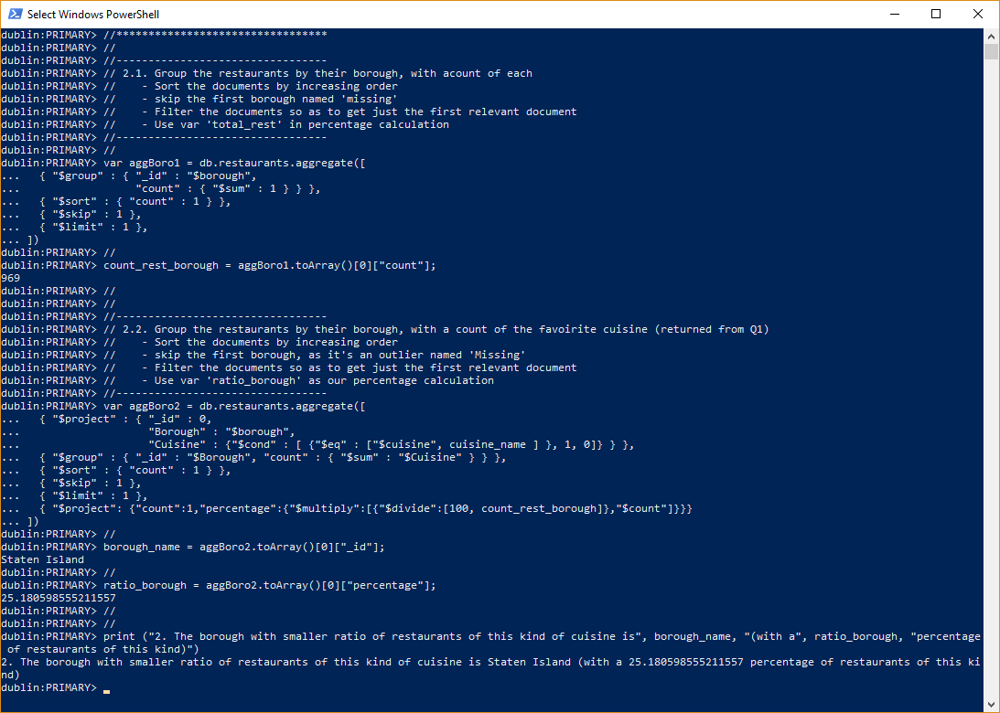 Select Windows PowerShell
dublin:PRIMARY> //*********************************
dublin:PRIMARY> //
dublin:PRIMARY> //---------------------------------
dublin:PRIMARY> // 2.1. Group the restaurants by their borough, with acount of each
dublin:PRIMARY> //    - Sort the documents by increasing order
dublin:PRIMARY> //    - skip the first borough named 'missing'
dublin:PRIMARY> //    - Filter the documents so as to get just the first relevant document
dublin:PRIMARY> //    - Use var 'total_rest' in percentage calculation
dublin:PRIMARY> //---------------------------------
dublin:PRIMARY> //
dublin:PRIMARY> var aggBoro1 = db.restaurants.aggregate([
...   { "$group" : { "_id" : "$borough",
...                  "count" : { "$sum" : 1 } } },
...   { "$sort" : { "count" : 1 } },
...   { "$skip" : 1 },
...   { "$limit" : 1 },
... ])
dublin:PRIMARY> //
dublin:PRIMARY> count_rest_borough = aggBoro1.toArray()[0]["count"];
969
dublin:PRIMARY> //
dublin:PRIMARY> //
dublin:PRIMARY> //---------------------------------
dublin:PRIMARY> // 2.2. Group the restaurants by their borough, with a count of the favoirite cuisine (returned from Q1)
dublin:PRIMARY> //    - Sort the documents by increasing order
dublin:PRIMARY> //    - skip the first borough, as it's an outlier named 'Missing'
dublin:PRIMARY> //    - Filter the documents so as to get just the first relevant document
dublin:PRIMARY> //    - Use var 'ratio_borough' as our percentage calculation
dublin:PRIMARY> //---------------------------------
dublin:PRIMARY> var aggBoro2 = db.restaurants.aggregate([
...   { "$project" : { "_id" : 0,
...                    "Borough" : "$borough",
...                    "Cuisine" : {"$cond" : [ {"$eq" : ["$cuisine", cuisine_name ] }, 1, 0]} } },
...   { "$group" : { "_id" : "$Borough", "count" : { "$sum" : "$Cuisine" } } },
...   { "$sort" : { "count" : 1 } },
...   { "$skip" : 1 },
...   { "$limit" : 1 },
...   { "$project": {"count":1,"percentage":{"$multiply":[{"$divide":[100, count_rest_borough]},"$count"]}}}
... ])
dublin:PRIMARY> //
dublin:PRIMARY> borough_name = aggBoro2.toArray()[0]["_id"];
Staten Island
dublin:PRIMARY> //
dublin:PRIMARY> ratio_borough = aggBoro2.toArray()[0]["percentage"];
25.180598555211557
dublin:PRIMARY> //
dublin:PRIMARY> //
dublin:PRIMARY> print ("2. The borough with smaller ratio of restaurants of this kind of cuisine is", borough_name, "(with a", ratio_borough, "percentage
 of restaurants of this kind)")
2. The borough with smaller ratio of restaurants of this kind of cuisine is Staten Island (with a 25.180598555211557 percentage of restaurants of this ki
nd)
dublin:PRIMARY>